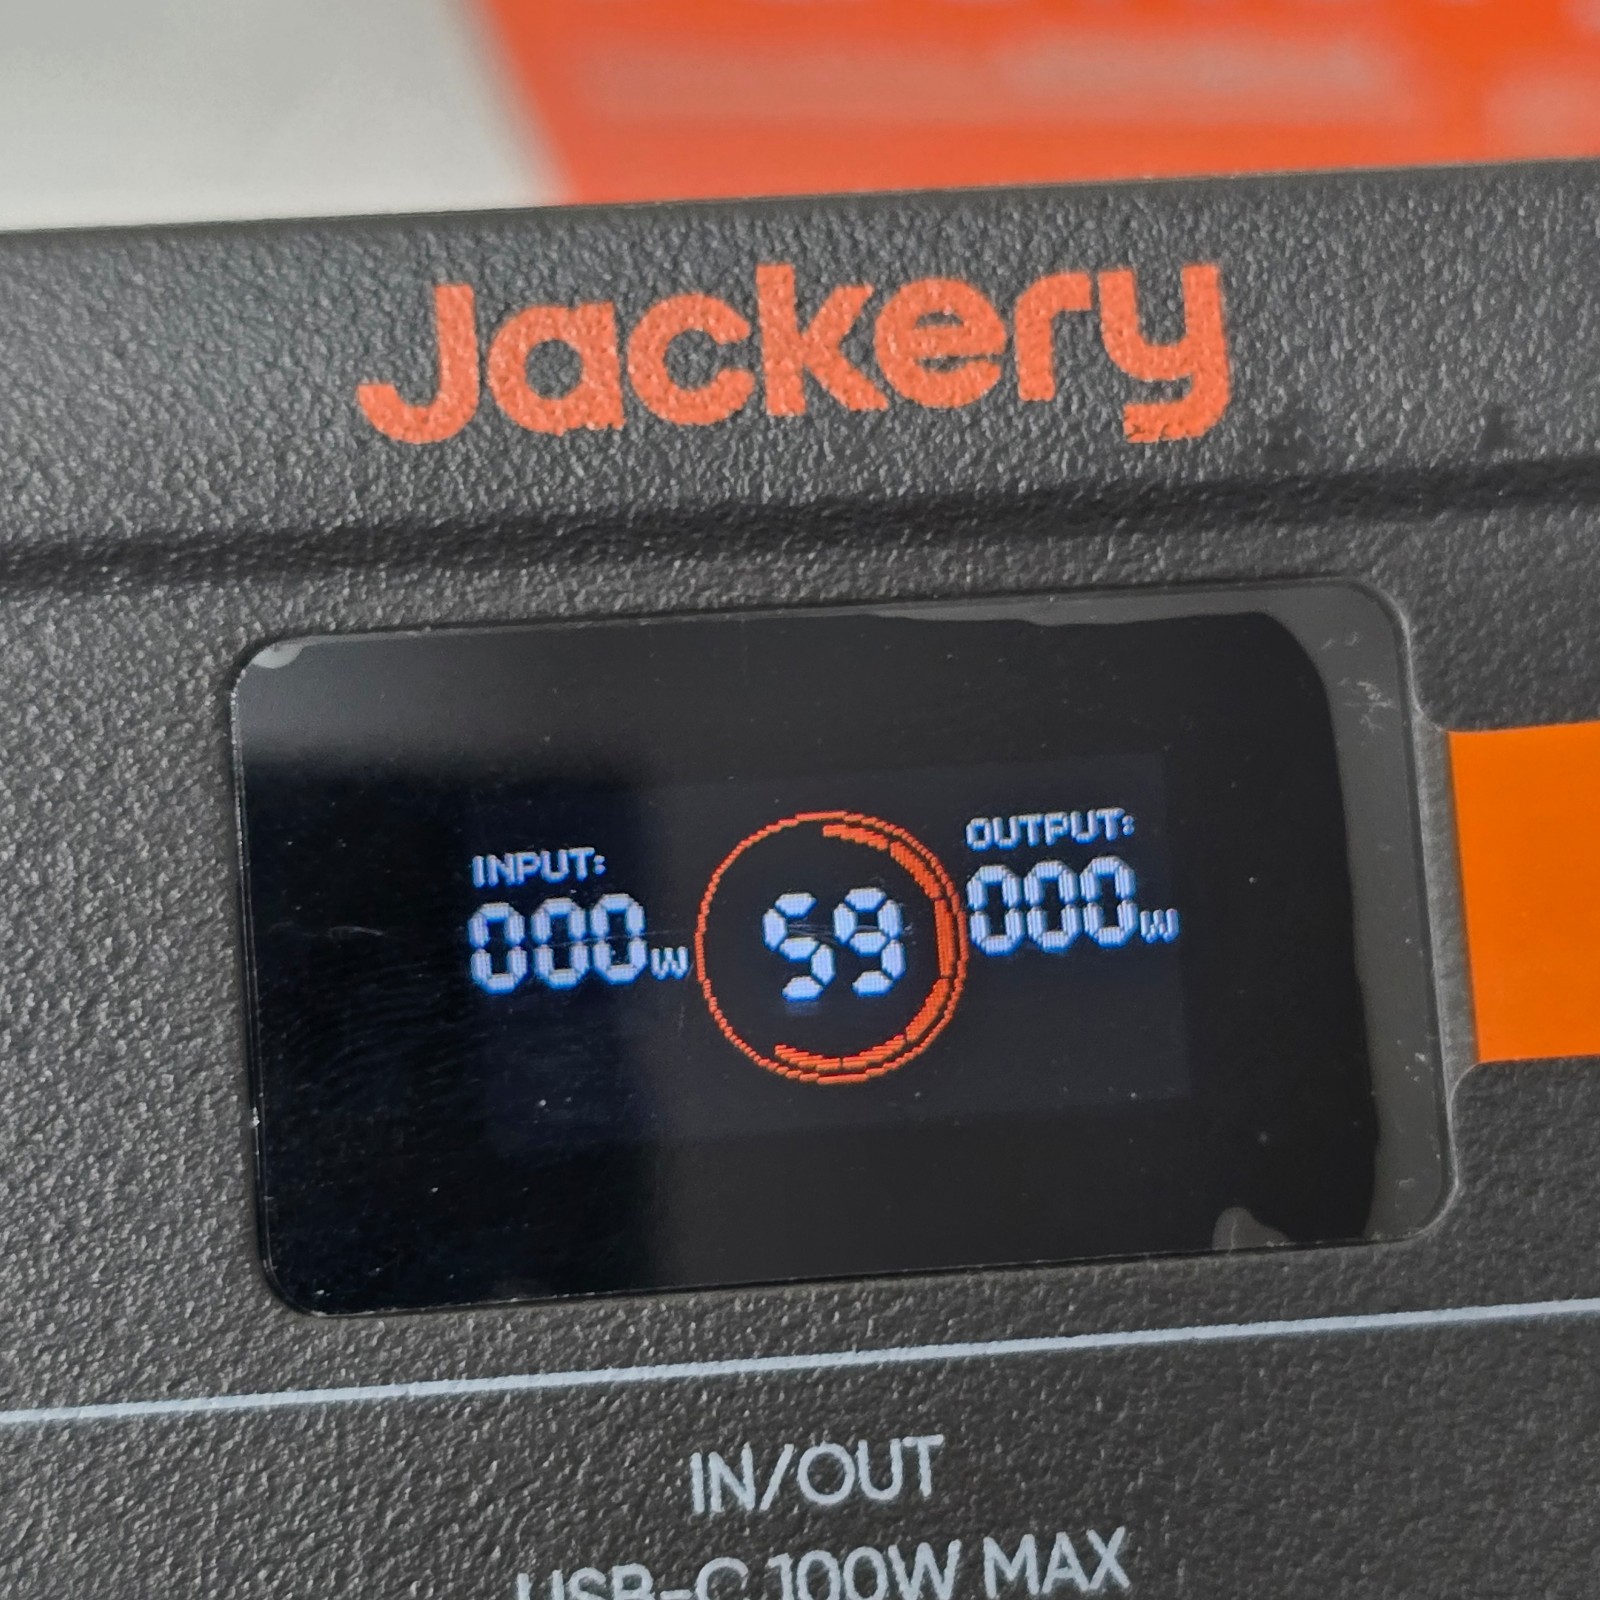 Jackery
INPUT:
000W
59
OUTPUT:
000W
IN/OUT
USB-C 100W MAX